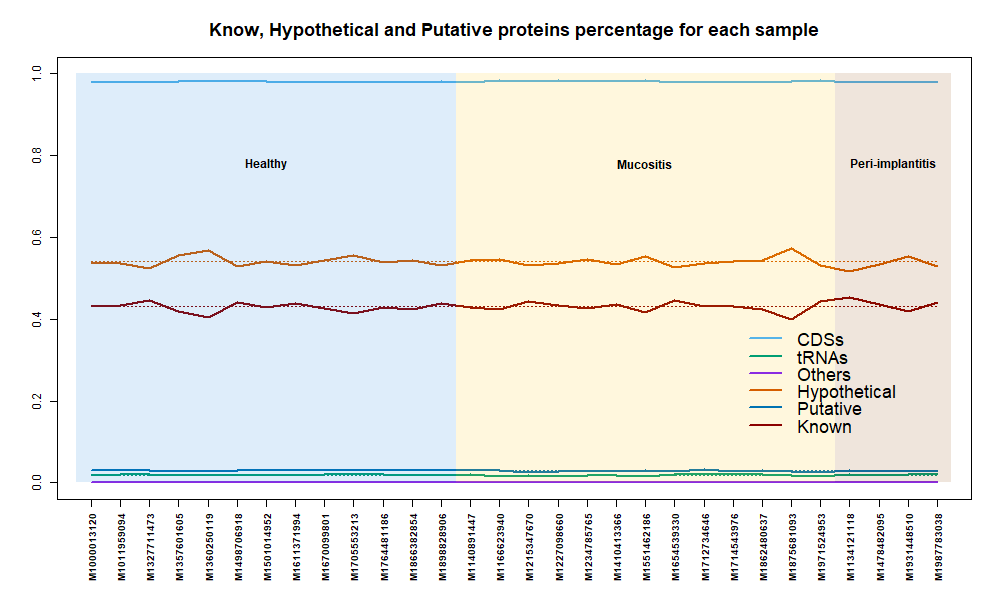 Know, Hypothetical and Putative proteins percentage for each sample
1.0
0.8
0.6
0.4
0.2
0.0
Healthy
Mucositis
Peri-implantitis
CDSs
tRNAs
Others
Hypothetical
Putative
Known
M1000013120
M1011959094
M1327711473
M1357601605
M1360250119
M1498706918
M1501014952
M1611371994
M1670099801
M1705553213
M1764481186
M1866382854
M1898828906
M1140891447
M1166623940
M1215347670
M1227098660
M1234785765
M1410413366
M1551462186
M1654533930
M1712734646
M1714543976
M1862480637
M1875681093
M1971524953
M1134121118
M1478482095
M1931448510
M1987783038